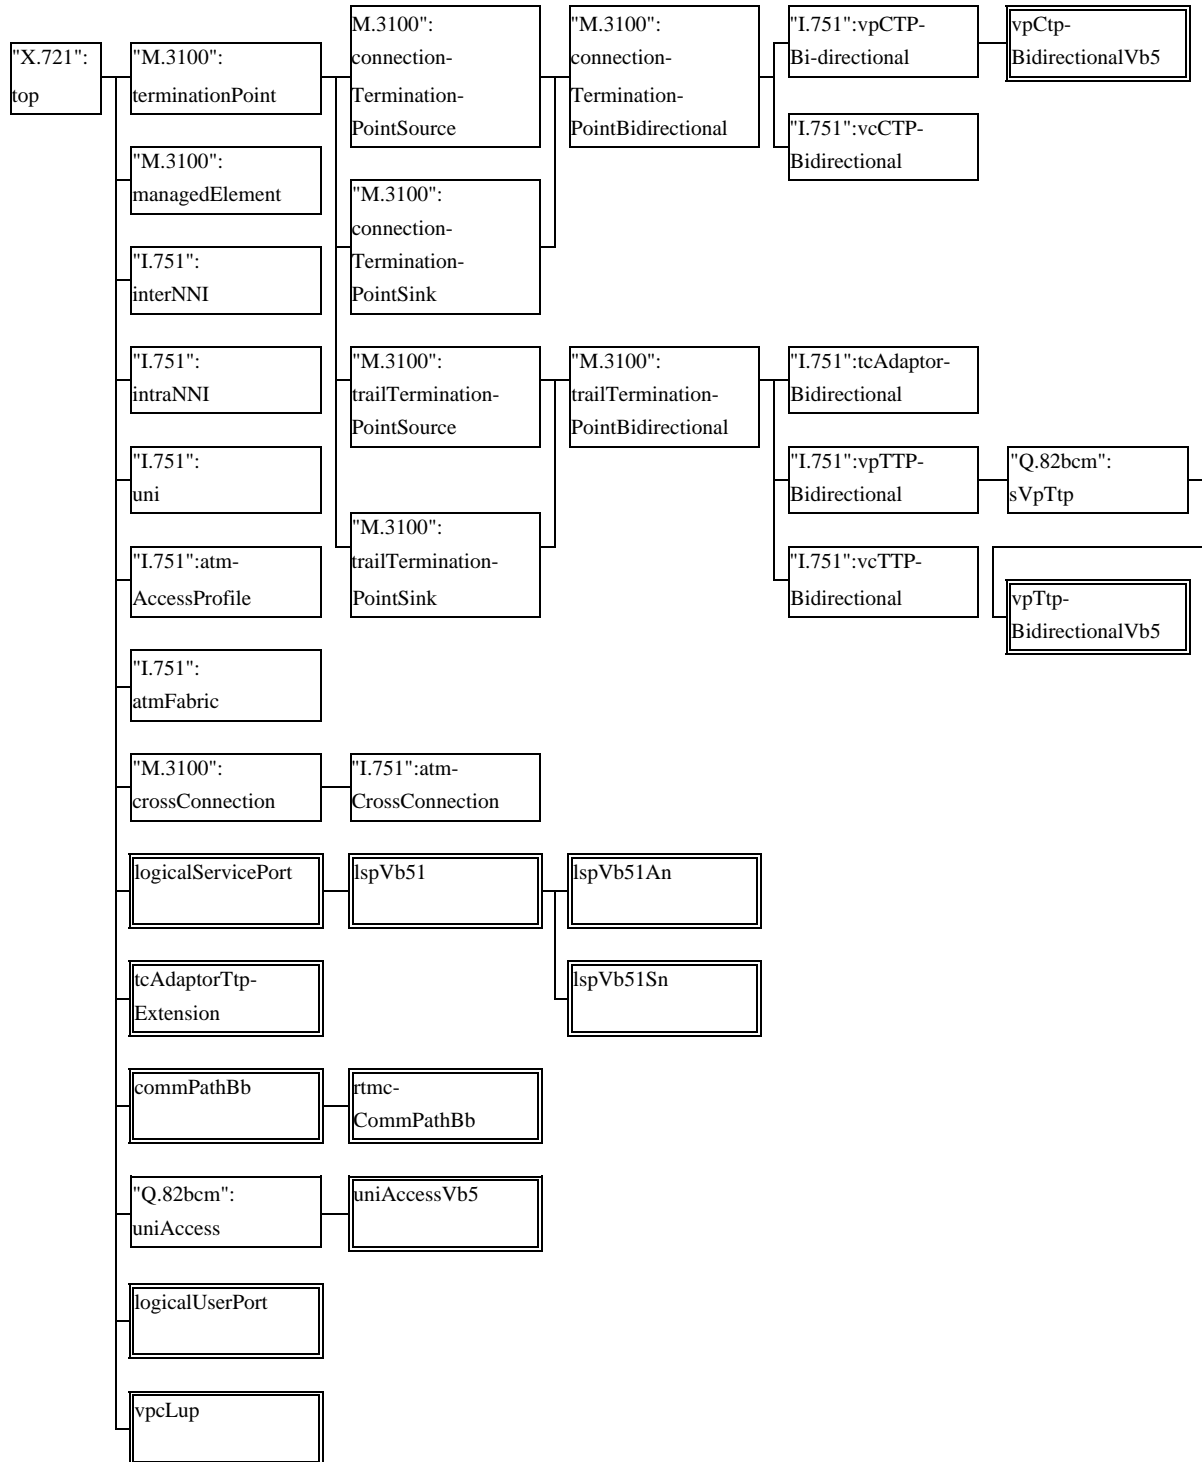 "X.721":
top
"M.3100":
terminationPoint
M.3100":
connection-
Termination-
PointSource
"M.3100":
connection-
Termination-
PointBidirectional
"I.751":vpCTP-
Bi-directional
vpCtp-
BidirectionalVb5
"I.751":vcCTP-
Bidirectional
"M.3100":
managedElement
"M.3100":
connection-
Termination-
PointSink
"I.751":
interNNI
"I.751":
intraNNI
"M.3100":
trailTermination-
PointSource
"M.3100":
trailTermination-
PointBidirectional
"I.751":tcAdaptor-
Bidirectional
"I.751":
uni
"I.751":vpTTP-
Bidirectional
"Q.82bcm":
sVpTtp
"M.3100":
trailTermination-
PointSink
"I.751":atm-
AccessProfile
"I.751":vcTTP-
Bidirectional
vpTtp-
BidirectionalVb5
"I.751":
atmFabric
"M.3100":
crossConnection
"I.751":atm-
CrossConnection
logicalServicePort
lspVb51
lspVb51An
tcAdaptorTtp-
Extension
lspVb51Sn
commPathBb
rtmc-
CommPathBb
"Q.82bcm":
uniAccess
uniAccessVb5
logicalUserPort
vpcLup